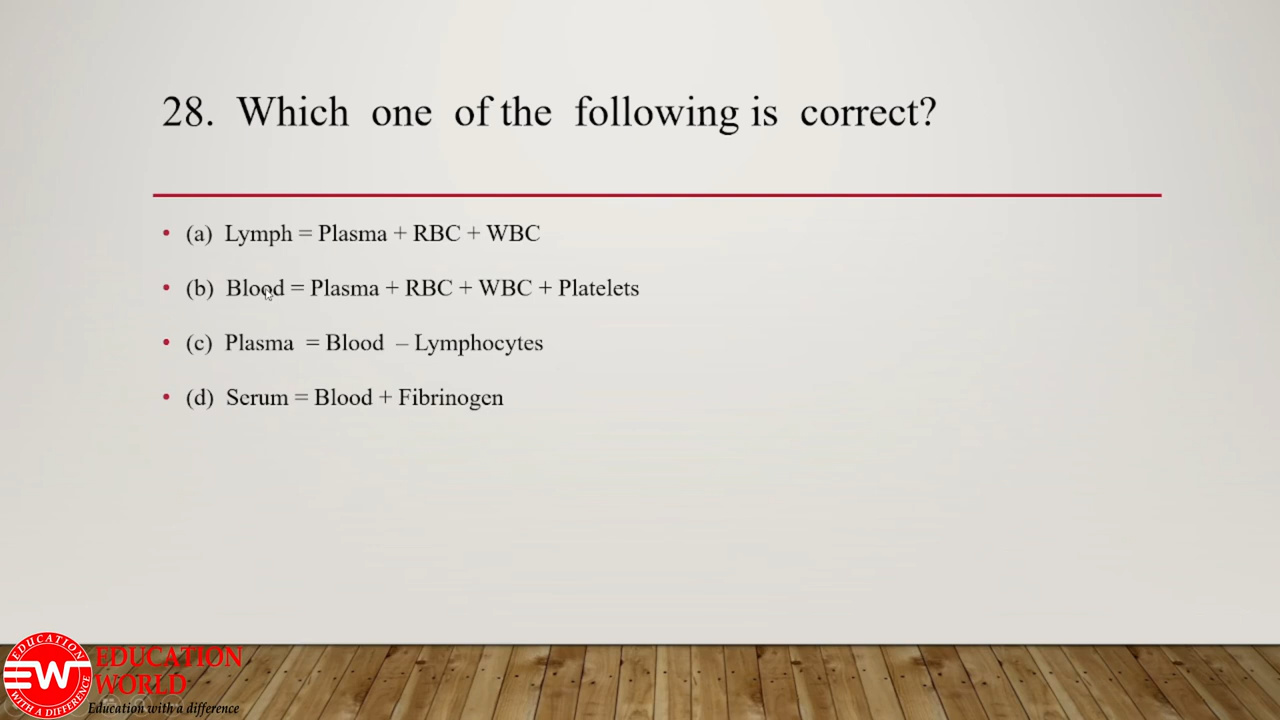 28. Which one of the following is correct?
• (a) Lymph = Plasma + RBC + WBC
• (b) Blood = Plasma + RBC + WBC + Platelets
• (c) Plasma = Blood – Lymphocytes
• (d) Serum = Blood + Fibrinogen
EDUCATION
EW
WITH A DIFFERENCE
EDUCATION
WORLD
Education with a difference